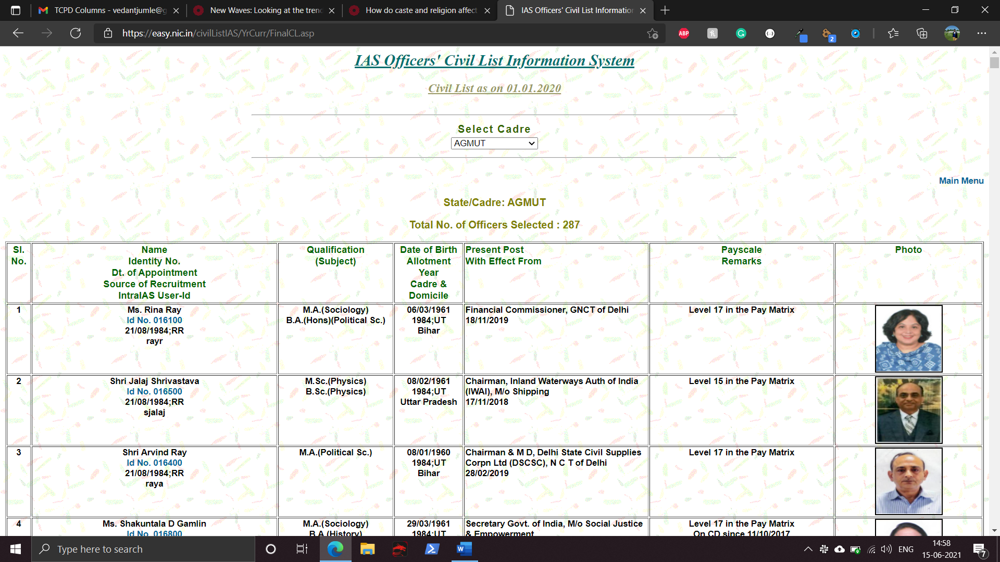 TCPD Columns - vedantjumle@g
New Waves: Looking at the tren
How do caste and religion affect
IAS Officers' Civil List Informatio
https://easy.nic.in/civilListIAS/YrCurr/FinalCL.asp
ABP
2
IAS Officers' Civil List Information System
Civil List as on 01.01.2020
Select Cadre
AGMUT
Main Menu
State/Cadre: AGMUT
Total No. of Officers Selected : 287
Sl. No.
Name
Identity No.
Dt. of Appointment
Source of Recruitment
IntraIAS User-Id
Qualification
(Subject)
Date of Birth
Allotment
Year
Cadre &
Domicile
Present Post
With Effect From
Payscale
Remarks
Photo
1
Ms. Rina Ray
Id No. 016100
21/08/1984;RR
rayr
M.A.(Sociology)
B.A.(Hons)(Political Sc.)
06/03/1961
1984;UT
Bihar
Financial Commissioner, GNCT of Delhi
18/11/2019
Level 17 in the Pay Matrix
2
Shri Jalaj Shrivastava
Id No. 016500
21/08/1984;RR
sjalaj
M.Sc.(Physics)
B.Sc.(Physics)
08/02/1961
1984;UT
Uttar Pradesh
Chairman, Inland Waterways Auth of India
(IWAI), M/o Shipping
17/11/2018
Level 15 in the Pay Matrix
3
Shri Arvind Ray
Id No. 016400
21/08/1984;RR
raya
M.A.(Political Sc.)
08/01/1960
1984;UT
Bihar
Chairman & M D, Delhi State Civil Supplies
Corpn Ltd (DSCSC), N C T of Delhi
28/02/2019
Level 17 in the Pay Matrix
4
Ms. Shakuntala D Gamlin
Id No. 016800
M.A.(Sociology)
B.A.(History)
29/03/1961
1984;UT
Secretary Govt. of India, M/o Social Justice
& Empowerment
Level 17 in the Pay Matrix
On CD since 11/10/2017
Type here to search
ENG
14:58
15-06-2021
7